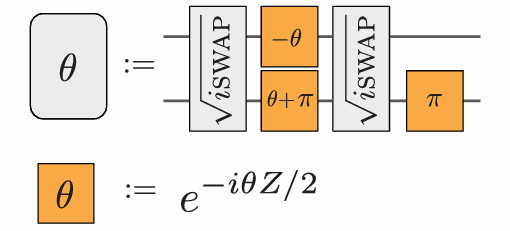 θ := √iSWAP −θ √iSWAP
θ+π π
θ := e^{−iθZ/2}